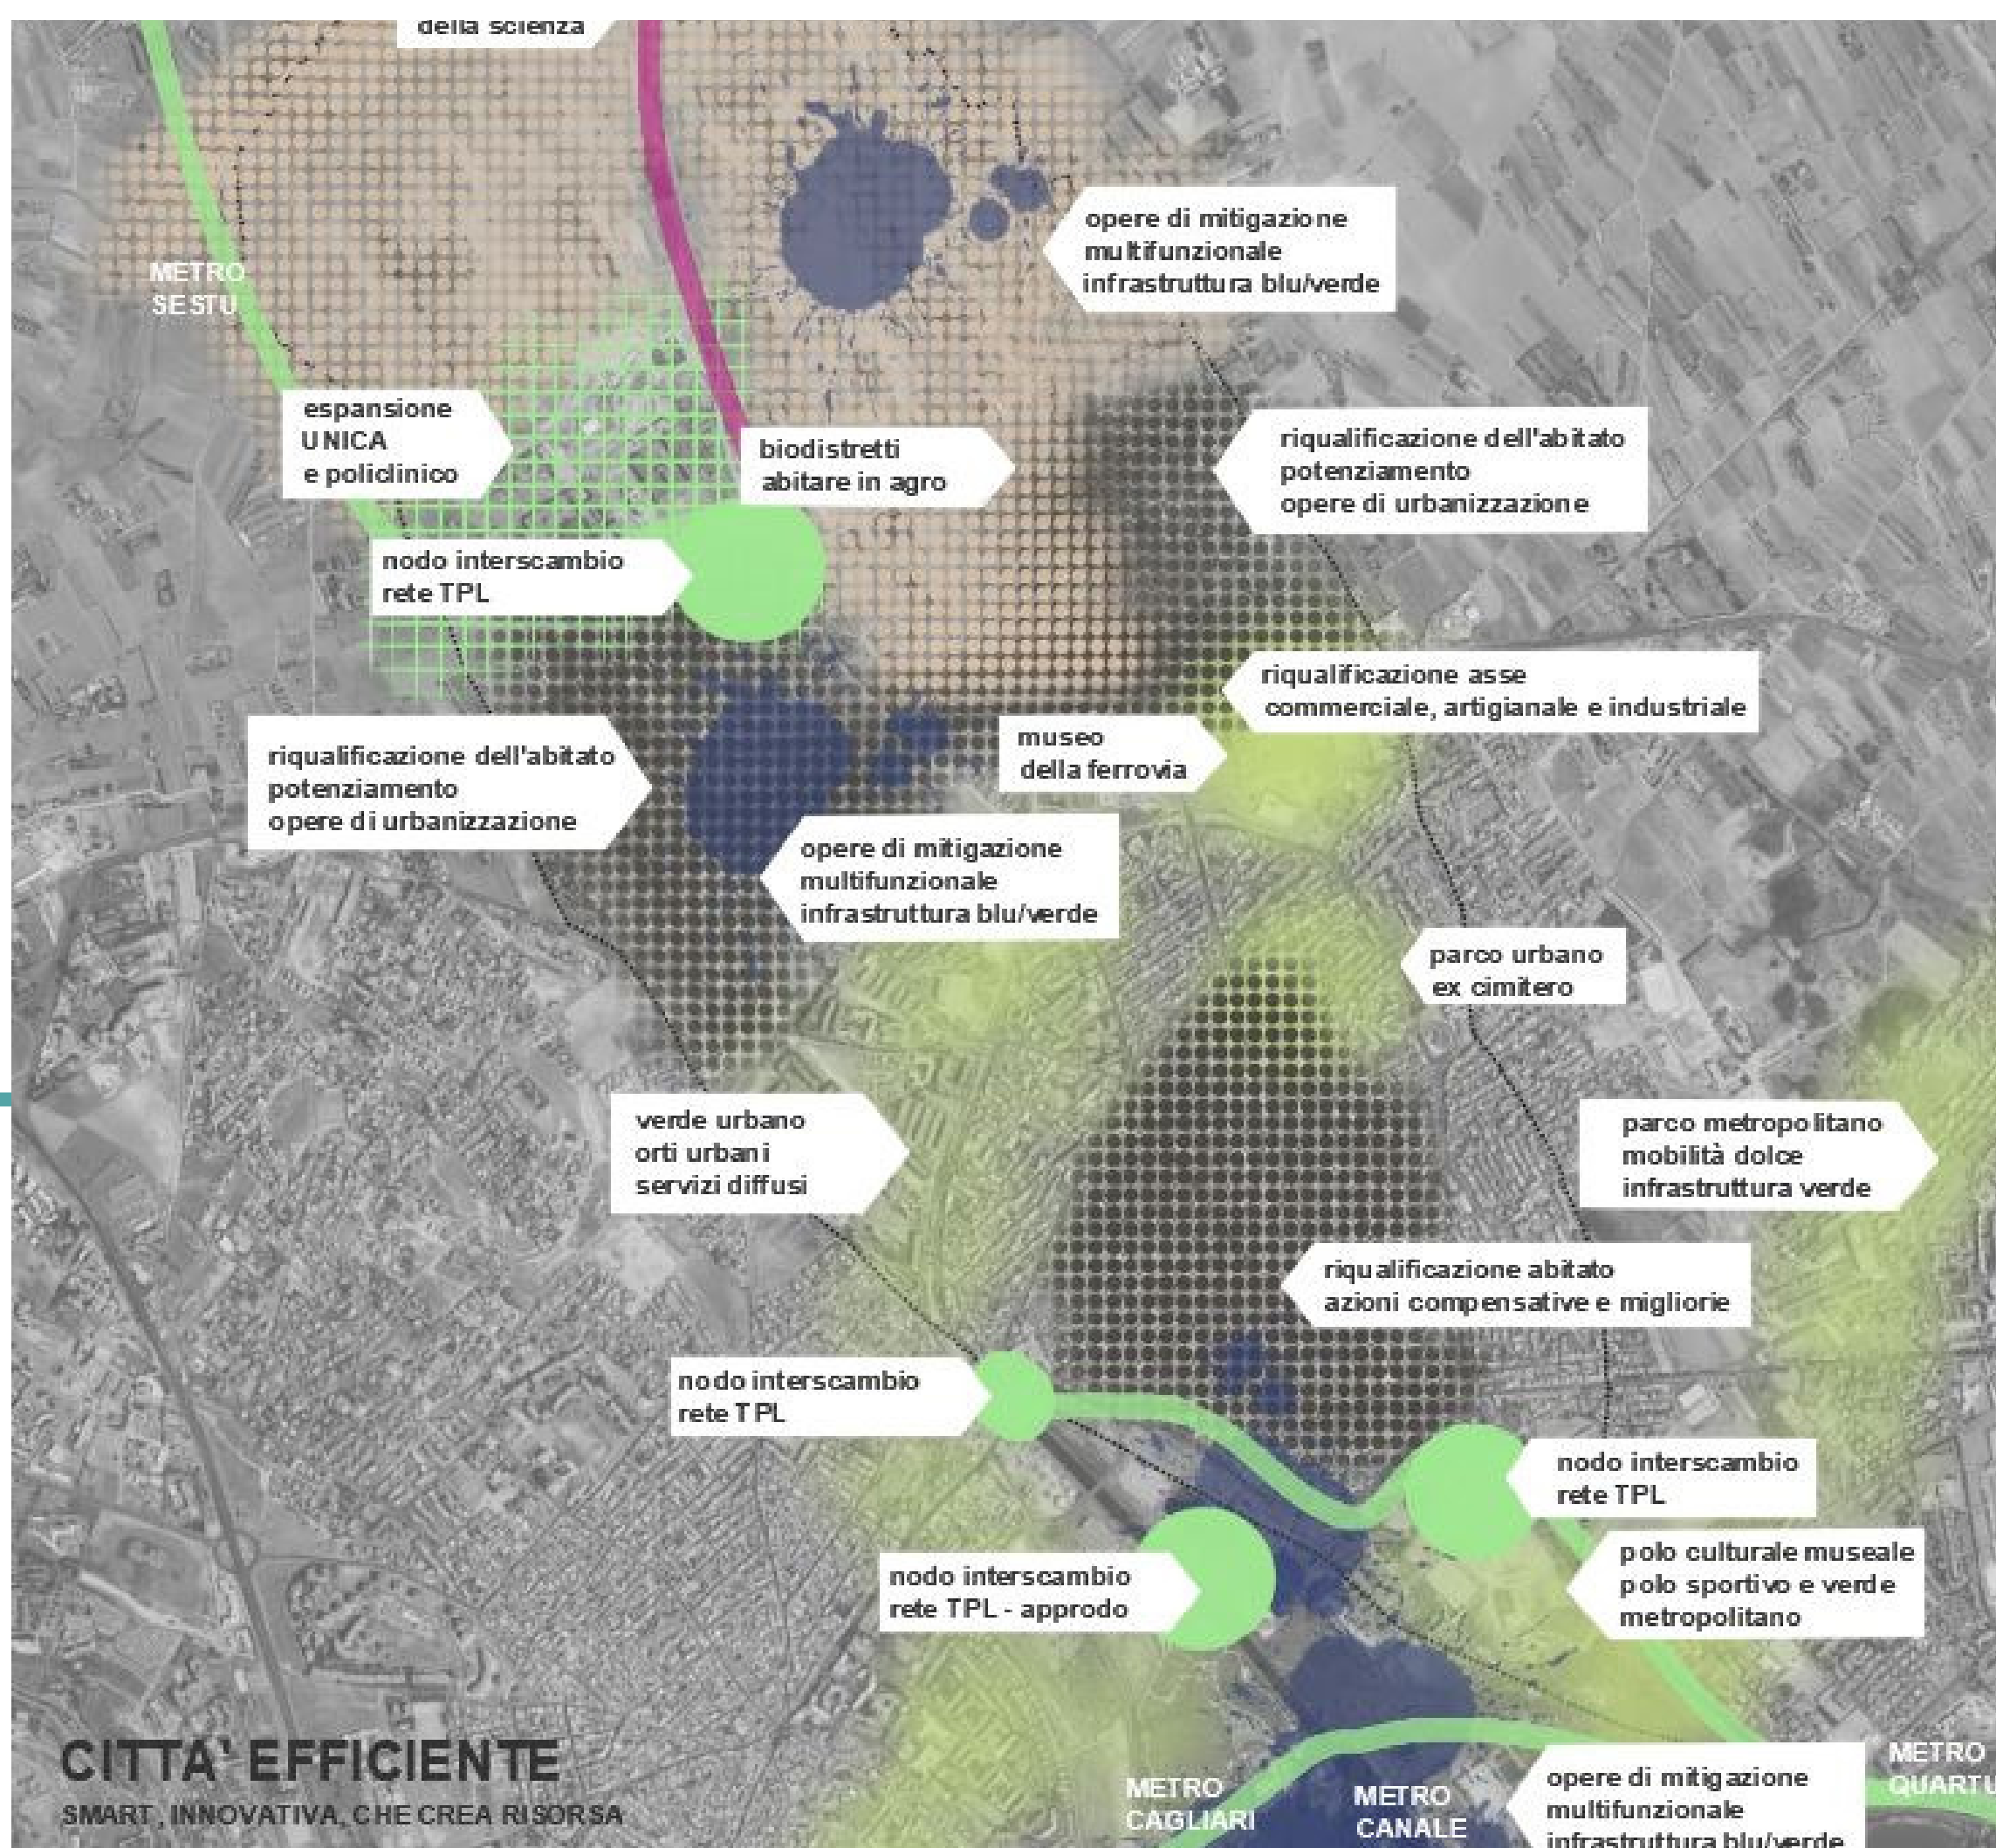 della scienza
opere di mitigazione
multifunzionale
infrastruttura blu/verde
METRO
SESTU
espansione
UNICA
e policlinico
biodistretti
abitare in agro
riqualificazione dell'abitato
potenziamento
opere di urbanizzazione
nodo interscambio
rete TPL
riqualificazione asse
commerciale, artigianale e industriale
museo
della ferrovia
riqualificazione dell'abitato
potenziamento
opere di urbanizzazione
opere di mitigazione
multifunzionale
infrastruttura blu/verde
parco urbano
ex cimitero
verde urbano
orti urbani
servizi diffusi
parco metropolitano
mobilità dolce
infrastruttura verde
riqualificazione abitato
azioni compensative e migliorie
nodo interscambio
rete TPL
nodo interscambio
rete TPL
polo culturale museale
polo sportivo e verde
metropolitano
nodo interscambio
rete TPL - approdo
CITTA' EFFICIENTE
SMART, INNOVATIVA, CHE CREA RISORSA
METRO
CAGLIARI
METRO
CANALE
opere di mitigazione
multifunzionale
infrastruttura blu/verde
METRO
QUARTU